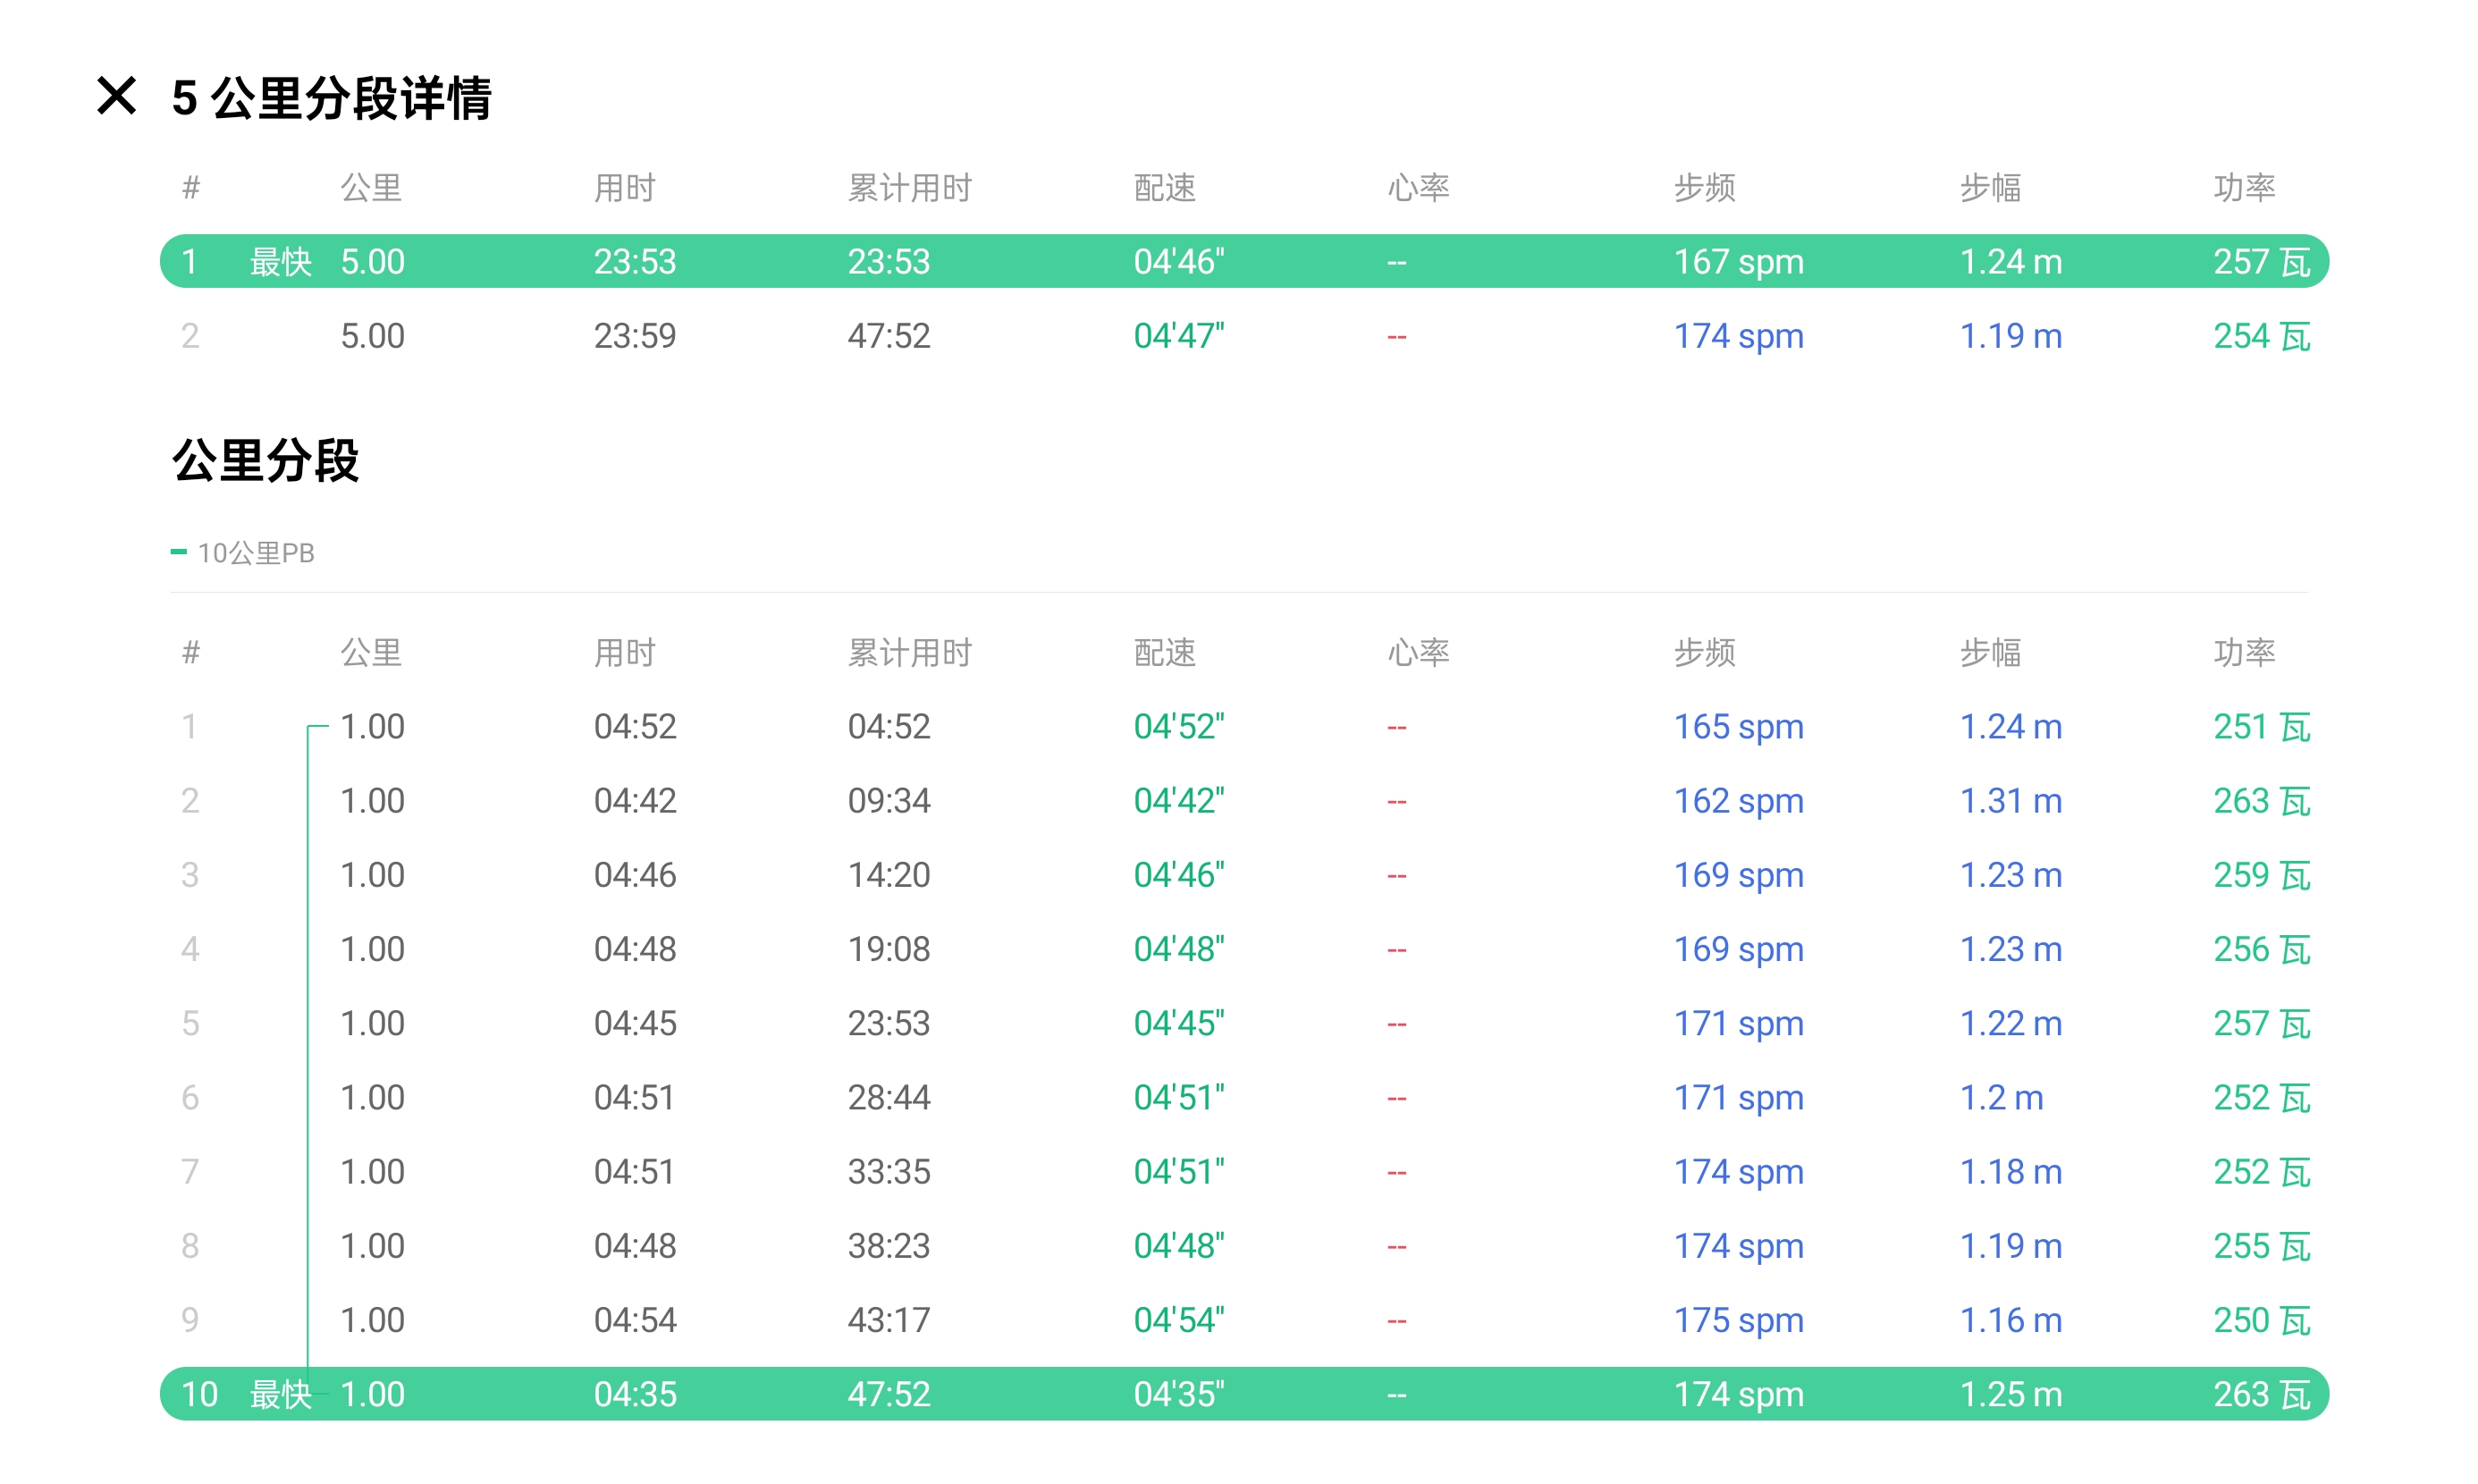 5 公里分段详情
# 公里 用时 累计用时 配速 心率 步频 步幅 功率
1 最快 5.00 23:53 23:53 04'46" -- 167 spm 1.24 m 257 瓦
2 5.00 23:59 47:52 04'47" -- 174 spm 1.19 m 254 瓦
公里分段
10公里PB
# 公里 用时 累计用时 配速 心率 步频 步幅 功率
1 1.00 04:52 04:52 04'52" -- 165 spm 1.24 m 251 瓦
2 1.00 04:42 09:34 04'42" -- 162 spm 1.31 m 263 瓦
3 1.00 04:46 14:20 04'46" -- 169 spm 1.23 m 259 瓦
4 1.00 04:48 19:08 04'48" -- 169 spm 1.23 m 256 瓦
5 1.00 04:45 23:53 04'45" -- 171 spm 1.22 m 257 瓦
6 1.00 04:51 28:44 04'51" -- 171 spm 1.2 m 252 瓦
7 1.00 04:51 33:35 04'51" -- 174 spm 1.18 m 252 瓦
8 1.00 04:48 38:23 04'48" -- 174 spm 1.19 m 255 瓦
9 1.00 04:54 43:17 04'54" -- 175 spm 1.16 m 250 瓦
10 最快 1.00 04:35 47:52 04'35" -- 174 spm 1.25 m 263 瓦